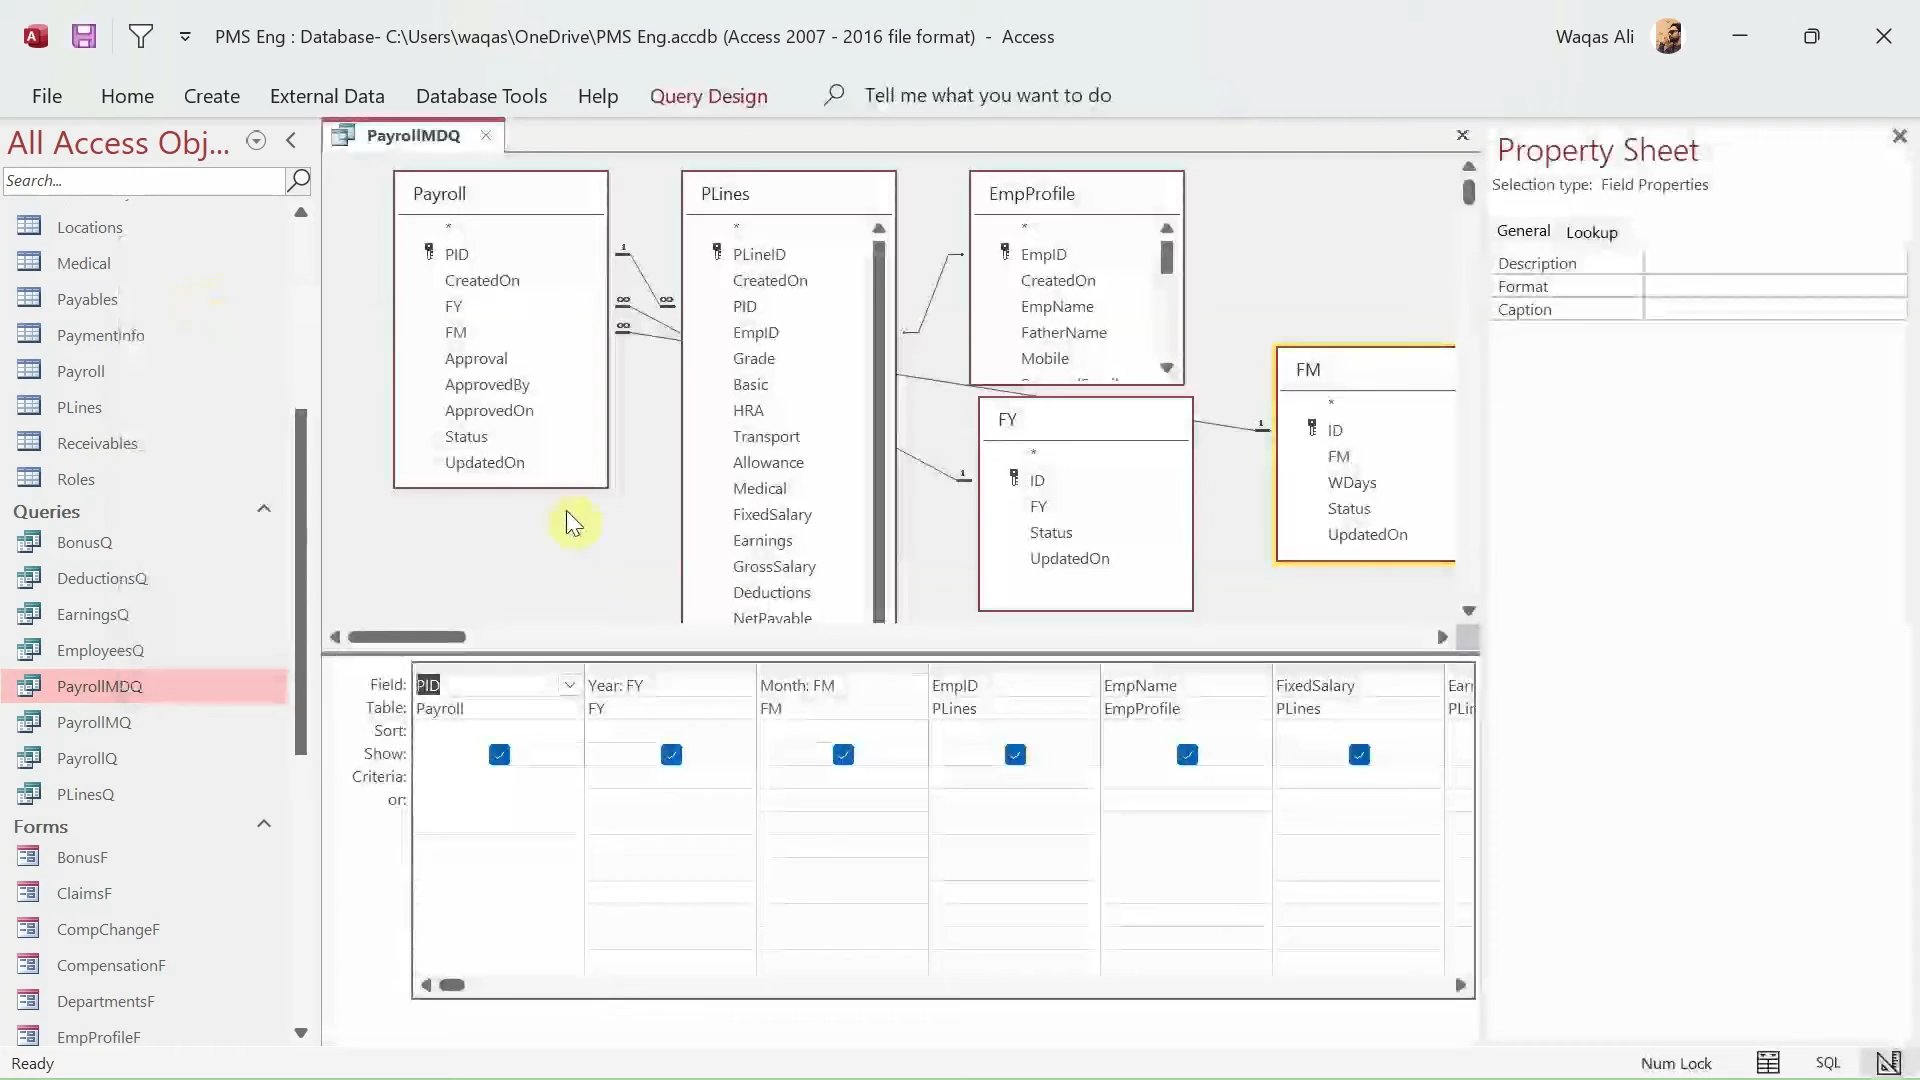 PMS Eng : Database- C:\Users\waqas\OneDrive\PMS Eng.accdb (Access 2007 - 2016 file format) - Access
Waqas Ali
File Home Create External Data Database Tools Help Query Design Tell me what you want to do
All Access Obj...
Search...
Locations
Medical
Payables
PaymentInfo
Payroll
PLines
Receivables
Roles
Queries
BonusQ
DeductionsQ
EarningsQ
EmployeesQ
PayrollMDQ
PayrollMQ
PayrollQ
PLinesQ
Forms
BonusF
ClaimsF
CompChangeF
CompensationF
DepartmentsF
EmpProfileF
PayrollMDQ
Payroll
*
PID
CreatedOn
FY
FM
Approval
ApprovedBy
ApprovedOn
Status
UpdatedOn
1
∞
∞
∞
PLines
*
PLineID
CreatedOn
PID
EmpID
Grade
Basic
HRA
Transport
Allowance
Medical
FixedSalary
Earnings
GrossSalary
Deductions
NetPayable
EmpProfile
*
EmpID
CreatedOn
EmpName
FatherName
Mobile
1
FY
*
ID
FY
Status
UpdatedOn
1
FM
*
ID
FM
WDays
Status
UpdatedOn
Field: PID Year: FY Month: FM EmpID EmpName FixedSalary
Table: Payroll FY FM PLines EmpProfile PLines
Sort:
Show:
Criteria:
or:
Property Sheet
Selection type: Field Properties
General Lookup
Description
Format
Caption
Ready
Num Lock
SQL